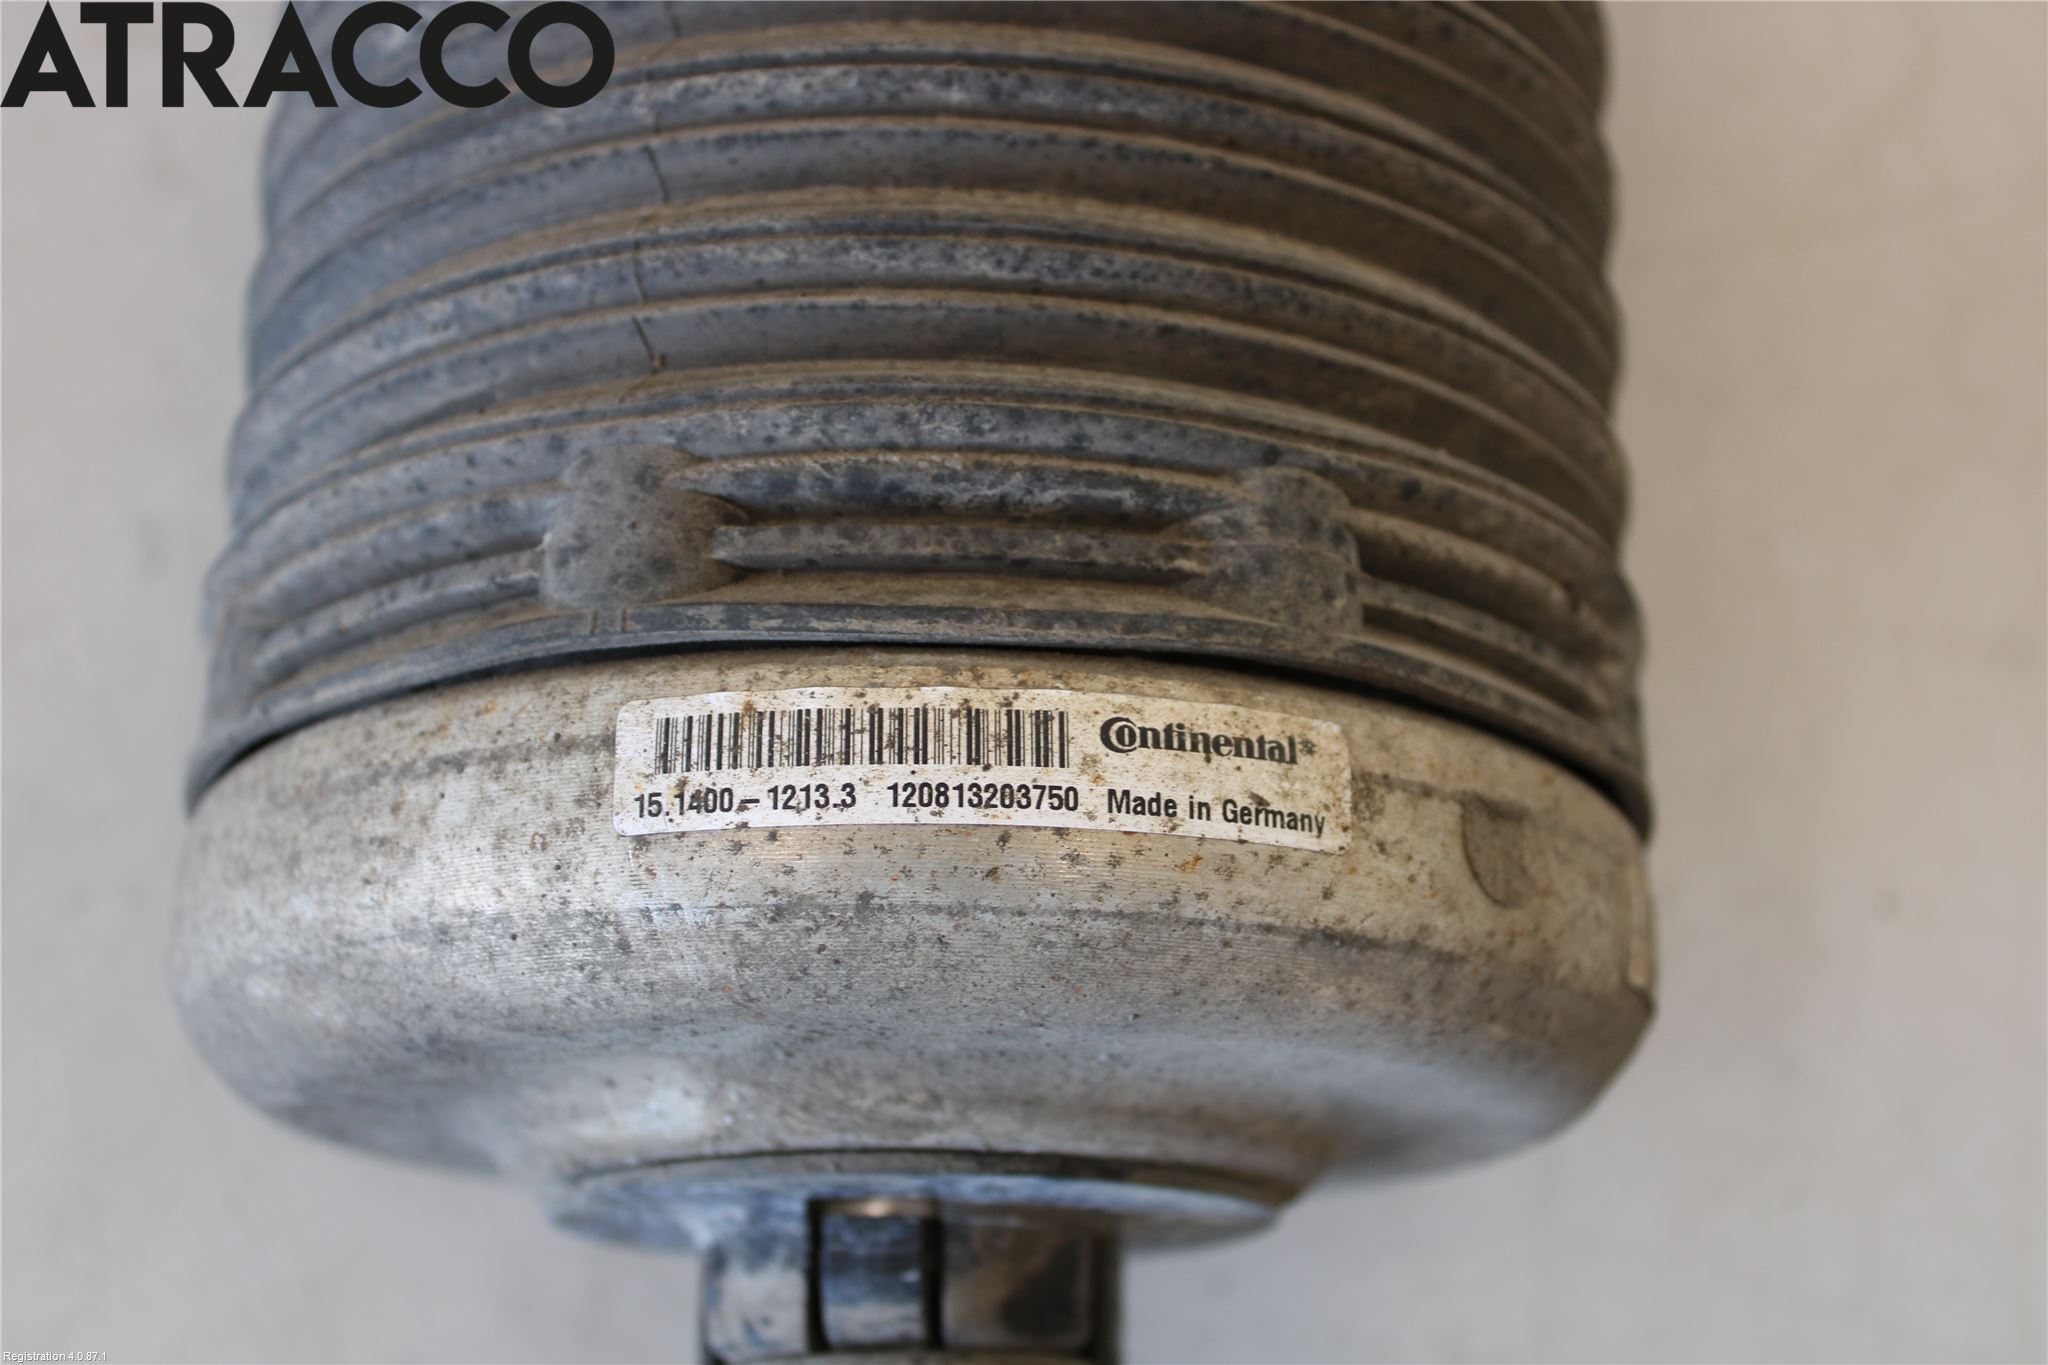 ATRACCO
Continental
15.1400-1213.3 120813203750 Made in Germany
Registration 4.0.87.1